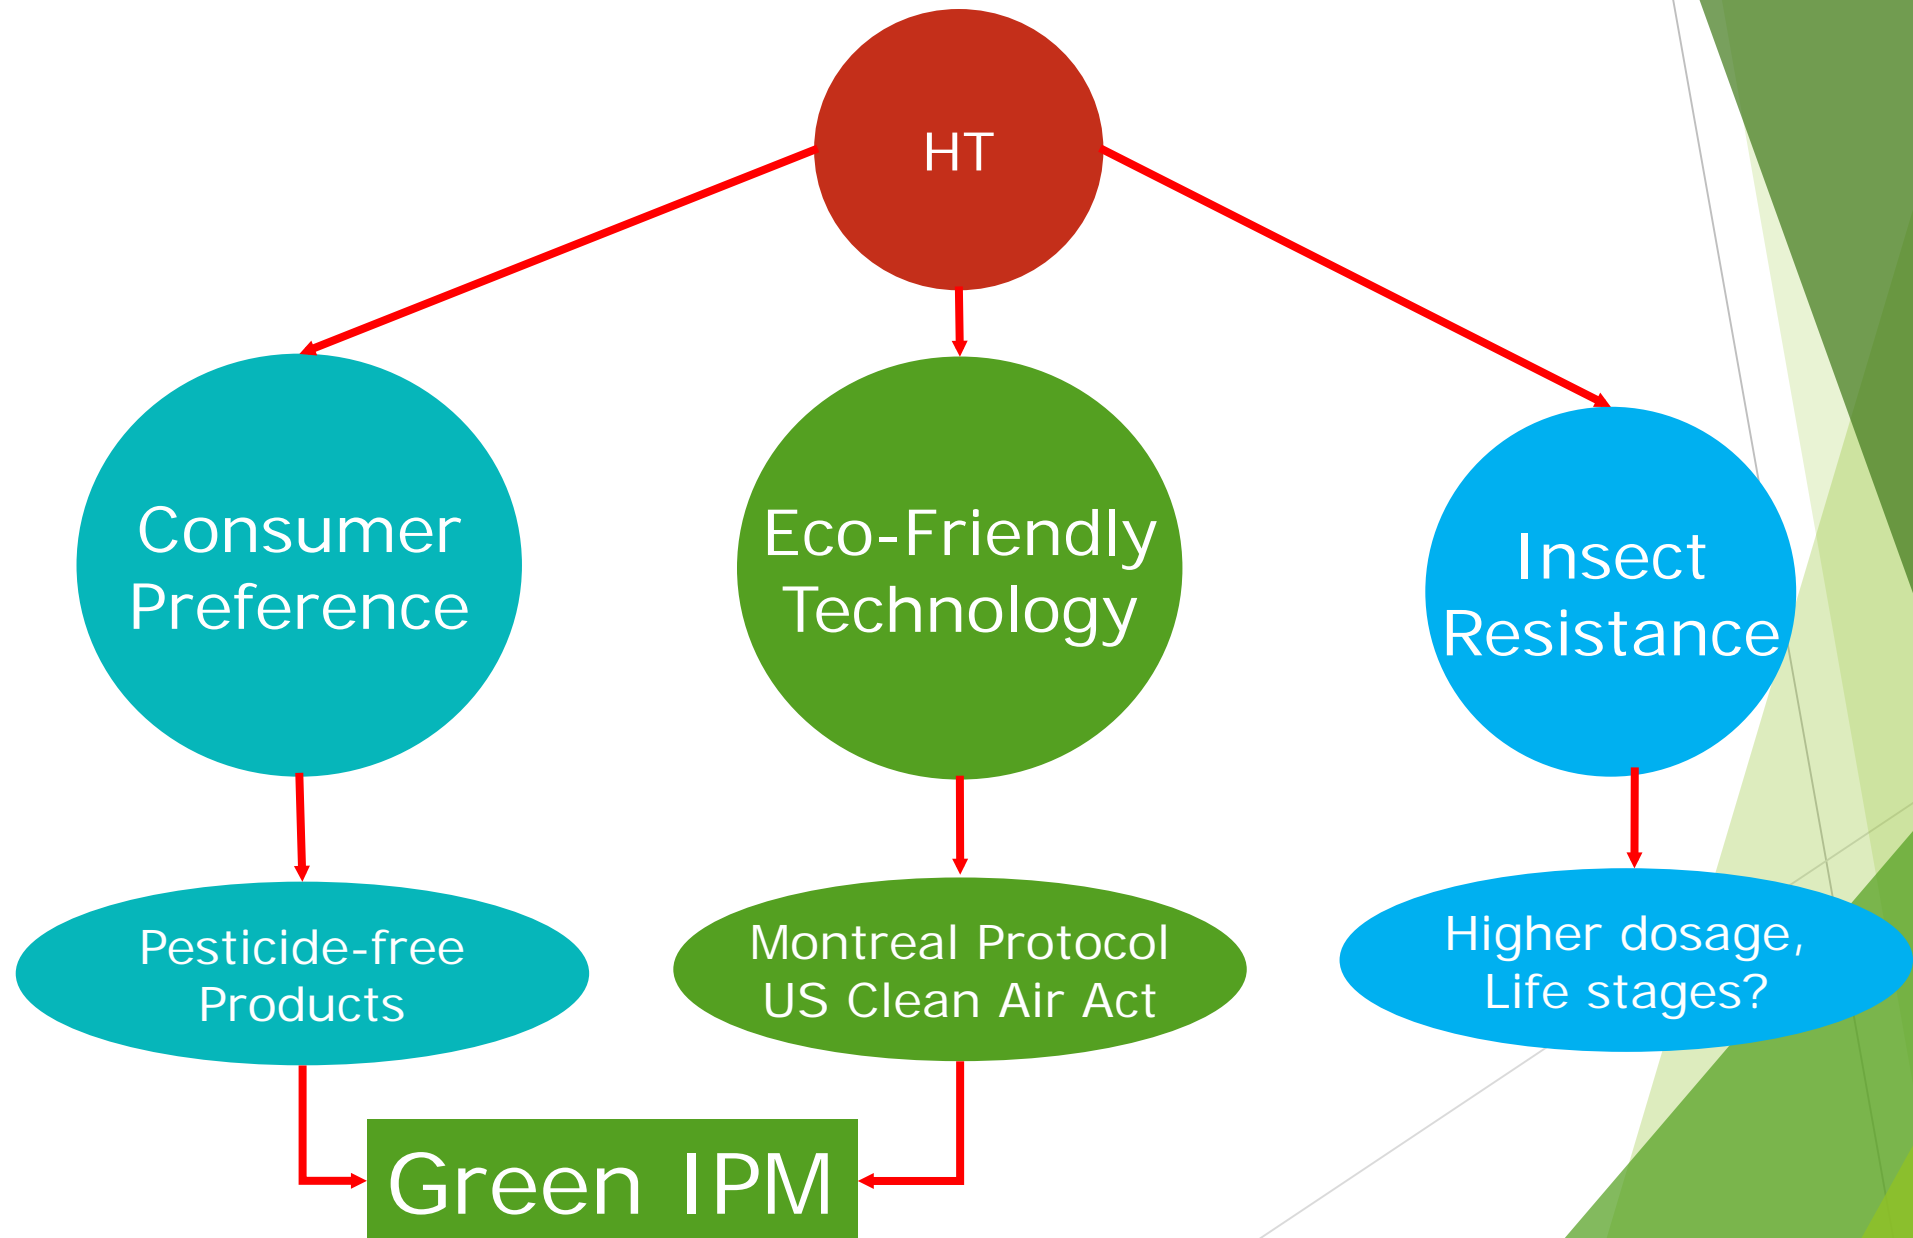 HT
Consumer
Preference
Eco-Friendly
Technology
Insect
Resistance
Pesticide-free
Products
Montreal Protocol
US Clean Air Act
Higher dosage,
Life stages?
Green IPM